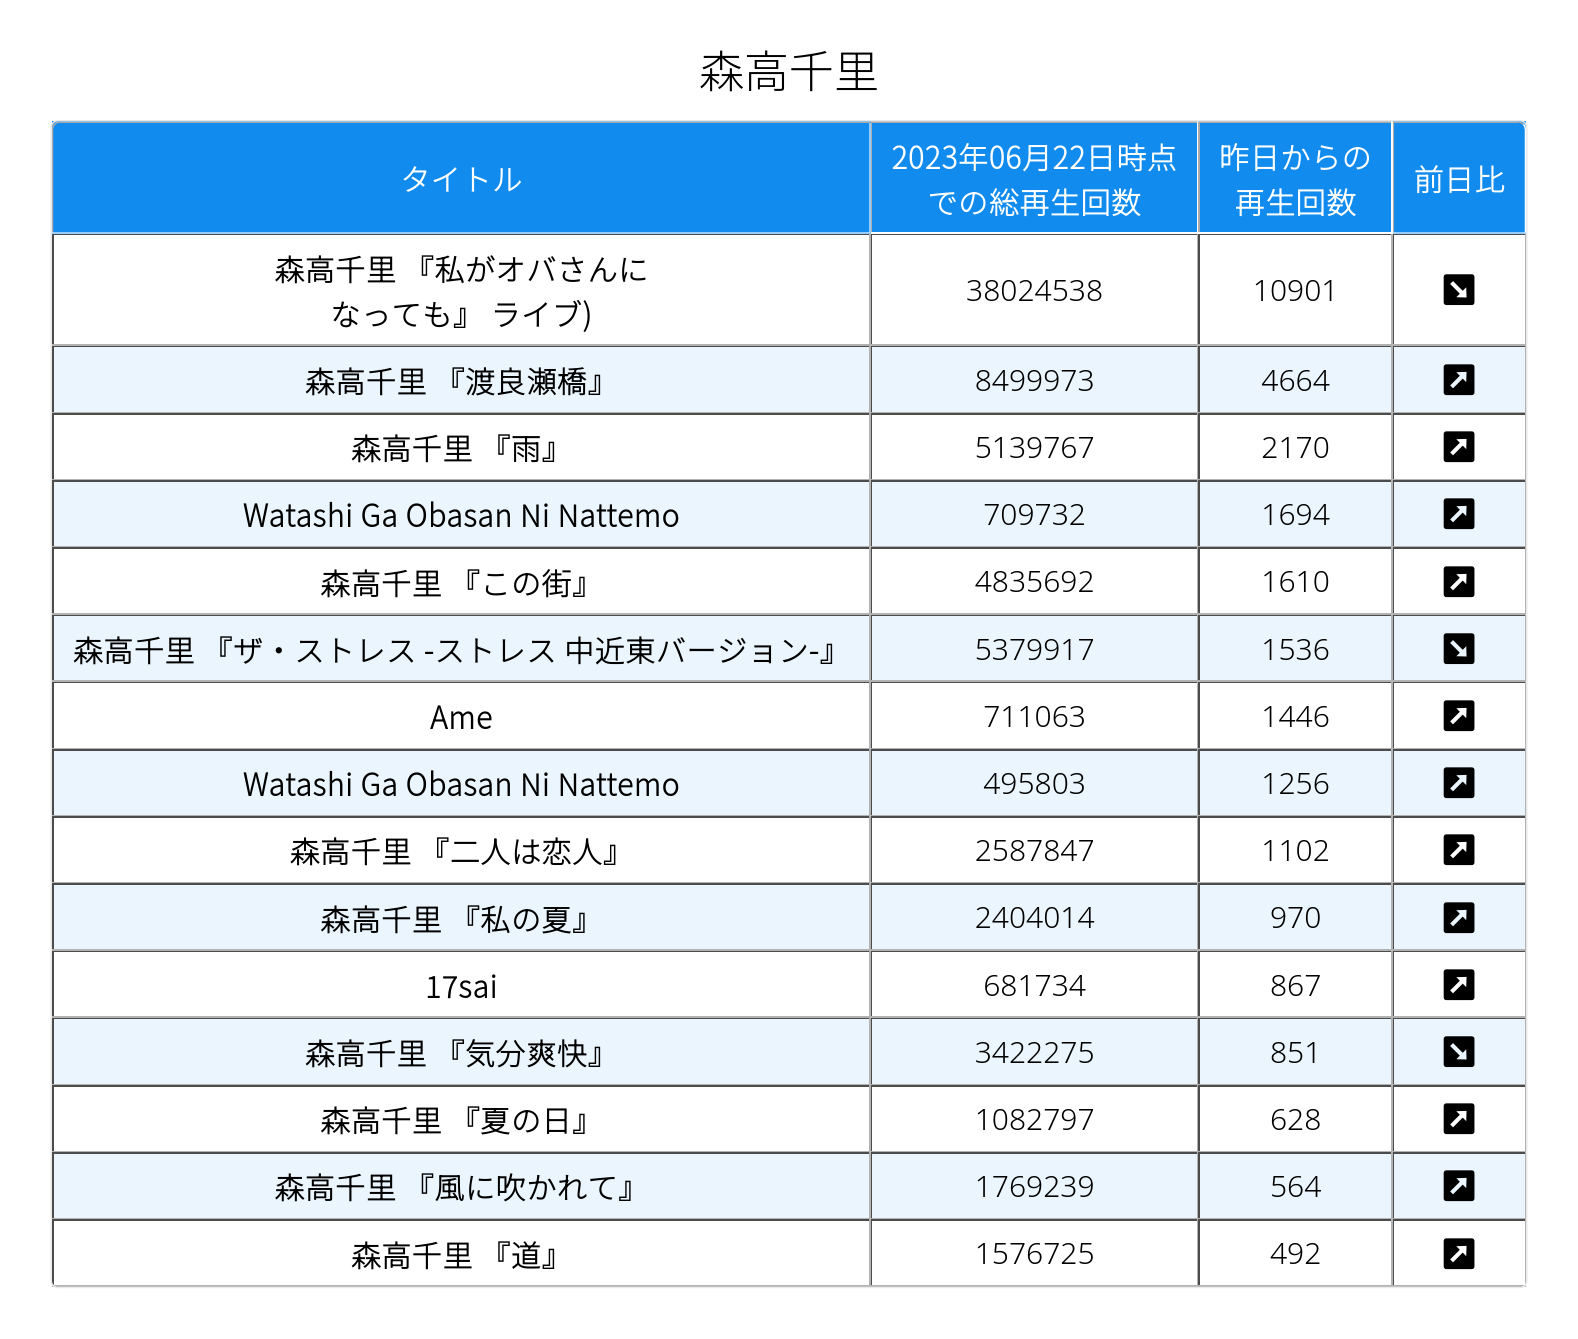 森高千里
タイトル
2023年06月22日時点
での総再生回数
昨日からの
再生回数
前日比
森高千里 『私がオバさんに
なっても』 ライブ)
38024538
10901
森高千里 『渡良瀬橋』
8499973
4664
森高千里 『雨』
5139767
2170
Watashi Ga Obasan Ni Nattemo
709732
1694
森高千里 『この街』
4835692
1610
森高千里 『ザ・ストレス -ストレス 中近東バージョン-』
5379917
1536
Ame
711063
1446
Watashi Ga Obasan Ni Nattemo
495803
1256
森高千里 『二人は恋人』
2587847
1102
森高千里 『私の夏』
2404014
970
17sai
681734
867
森高千里 『気分爽快』
3422275
851
森高千里 『夏の日』
1082797
628
森高千里 『風に吹かれて』
1769239
564
森高千里 『道』
1576725
492